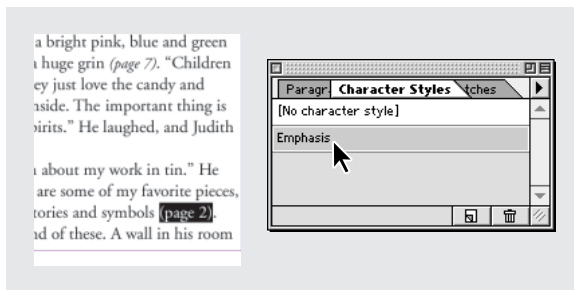 a bright pink, blue and green
huge grin (page 7). “Children
ey just love the candy and
nside. The important thing is
pirits.” He laughed, and Judith
about my work in tin.” He
are some of my favorite pieces,
tories and symbols (page 2).
nd of these. A wall in his room
Paragr Character Styles tches
[No character style]
Emphasis